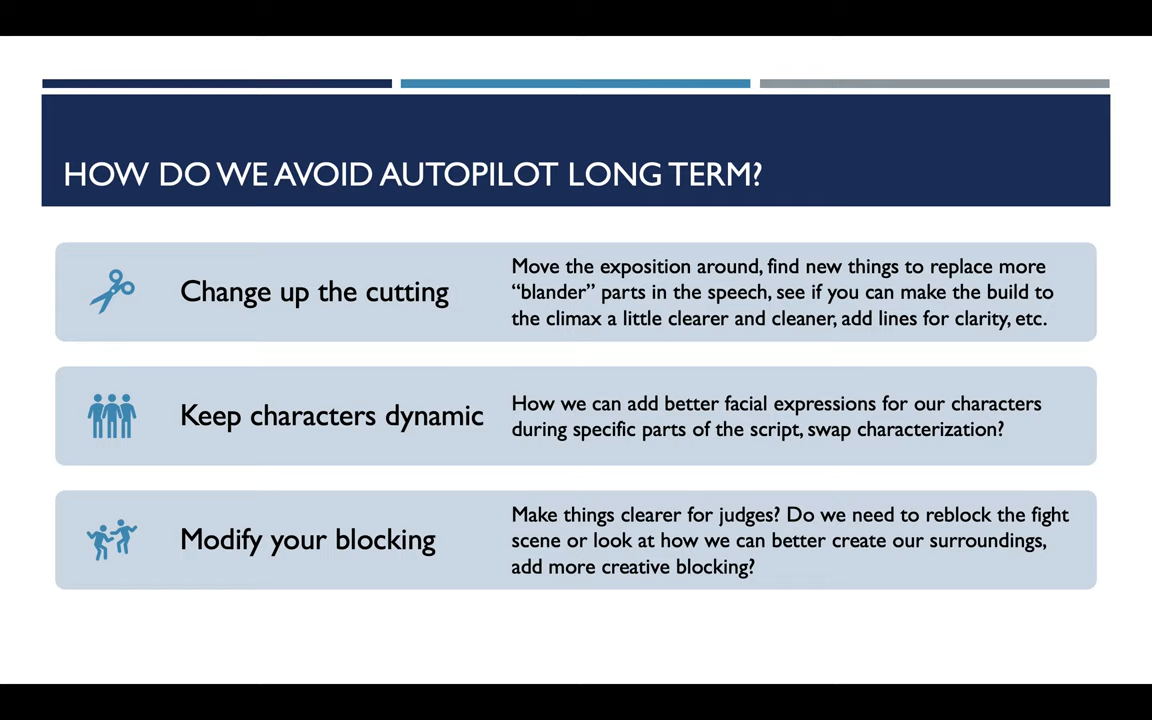 HOW DO WE AVOID AUTOPILOT LONG TERM?
Change up the cutting
Move the exposition around, find new things to replace more
“blander” parts in the speech, see if you can make the build to
the climax a little clearer and cleaner, add lines for clarity, etc.
Keep characters dynamic
How we can add better facial expressions for our characters
during specific parts of the script, swap characterization?
Modify your blocking
Make things clearer for judges? Do we need to reblock the fight
scene or look at how we can better create our surroundings,
add more creative blocking?